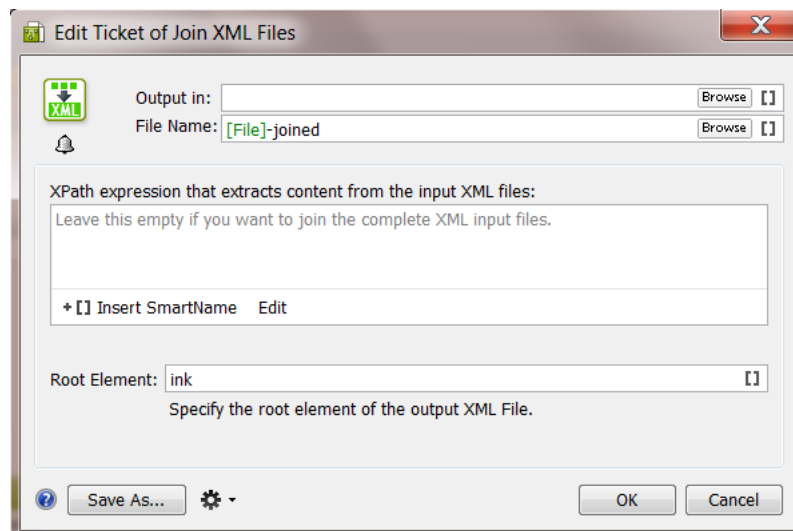 Edit Ticket of Join XML Files
X
XML
Output in: Browse []
File Name: [File]-joined Browse []
XPath expression that extracts content from the input XML files:
Leave this empty if you want to join the complete XML input files.
+[] Insert SmartName Edit
Root Element: ink []
Specify the root element of the output XML File.
? Save As... OK Cancel